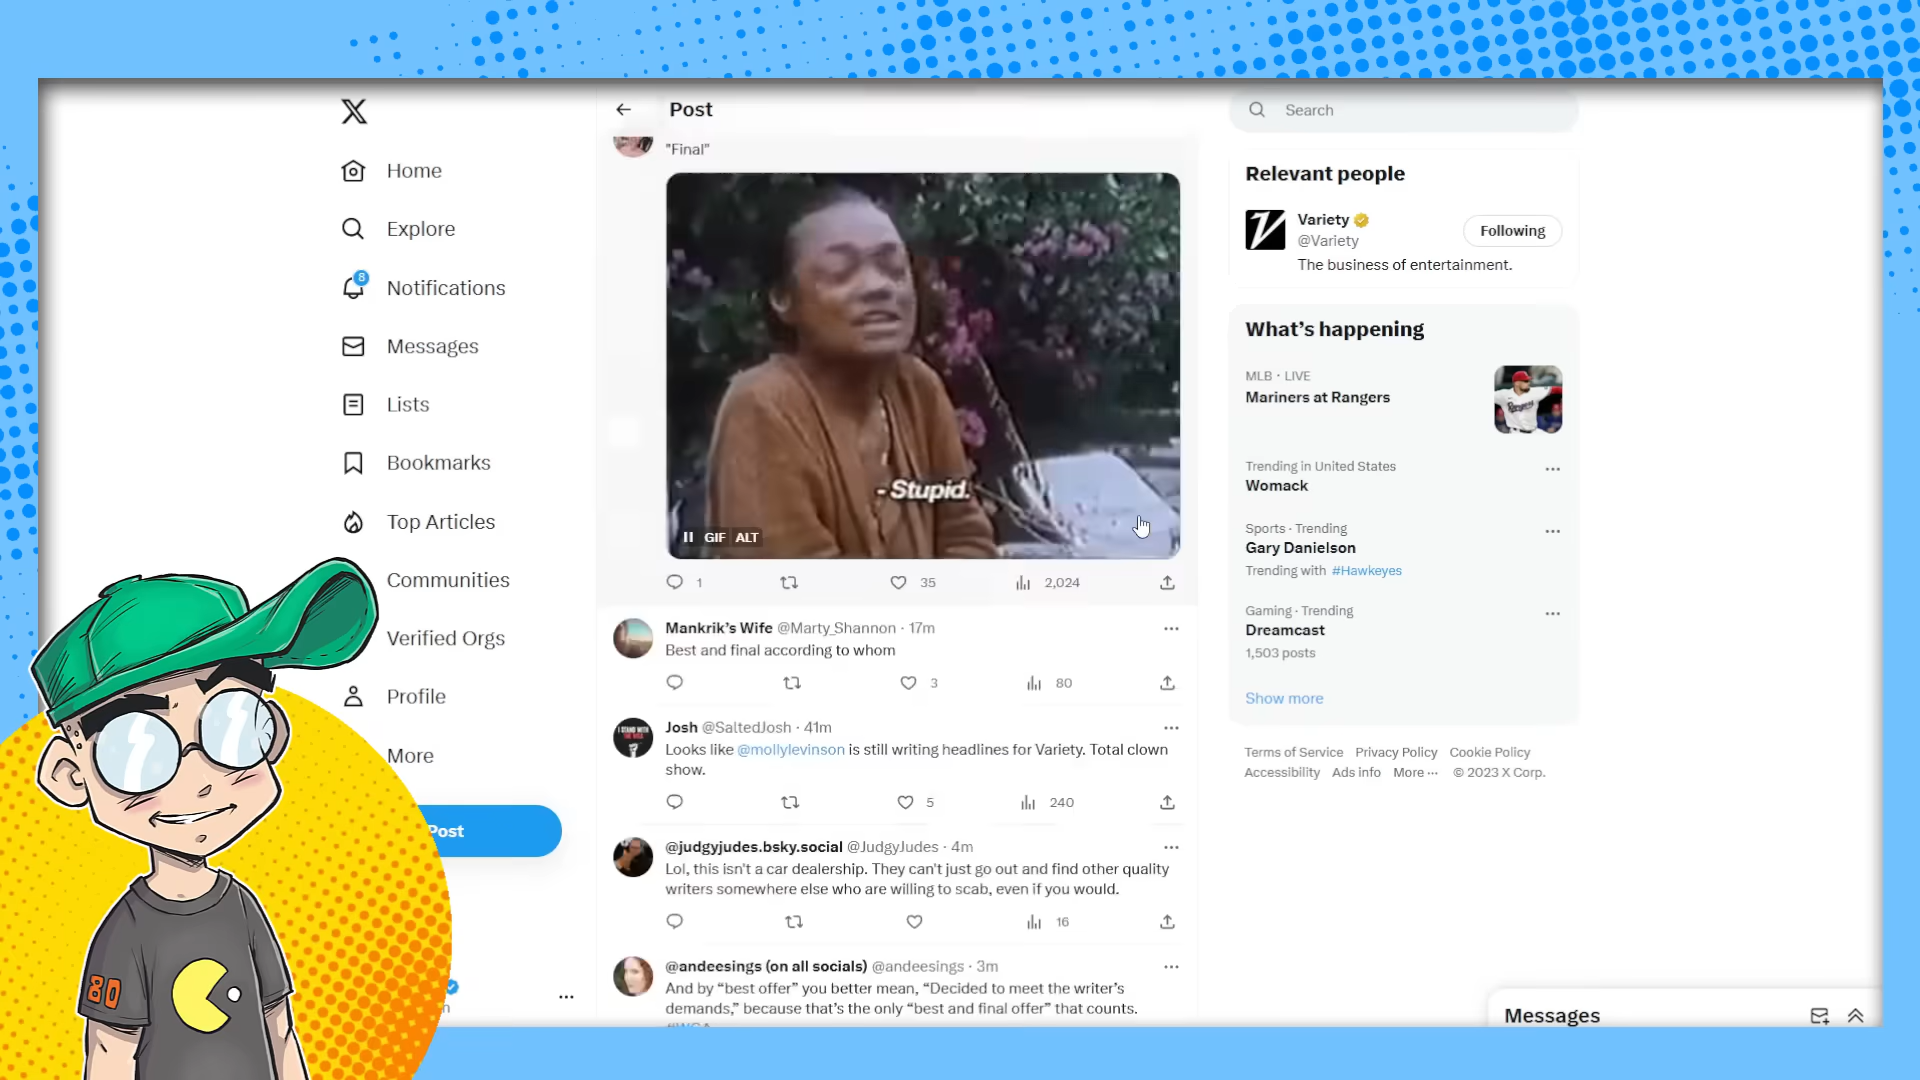 Home
Explore
8
Notifications
Messages
Lists
Bookmarks
Top Articles
Communities
Verified Orgs
Profile
More
Post
80
Post
"Final"
- Stupid.
GIF ALT
1
35
2,024
Mankrik's Wife @Marty_Shannon · 17m
Best and final according to whom
3
80
Josh @SaltedJosh · 41m
Looks like @mollylevinson is still writing headlines for Variety. Total clown
show.
5
240
@judgyjudes.bsky.social @JudgyJudes · 4m
Lol, this isn't a car dealership. They can't just go out and find other quality
writers somewhere else who are willing to scab, even if you would.
16
@andeesings (on all socials) @andeesings · 3m
And by “best offer” you better mean, “Decided to meet the writer's
demands,” because that's the only “best and final offer” that counts.
Search
Relevant people
Variety
@Variety
Following
The business of entertainment.
What's happening
MLB · LIVE
Mariners at Rangers
Trending in United States
Womack
Sports · Trending
Gary Danielson
Trending with #Hawkeyes
Gaming · Trending
Dreamcast
1,503 posts
Show more
Terms of Service Privacy Policy Cookie Policy
Accessibility Ads info More ··· © 2023 X Corp.
Messages